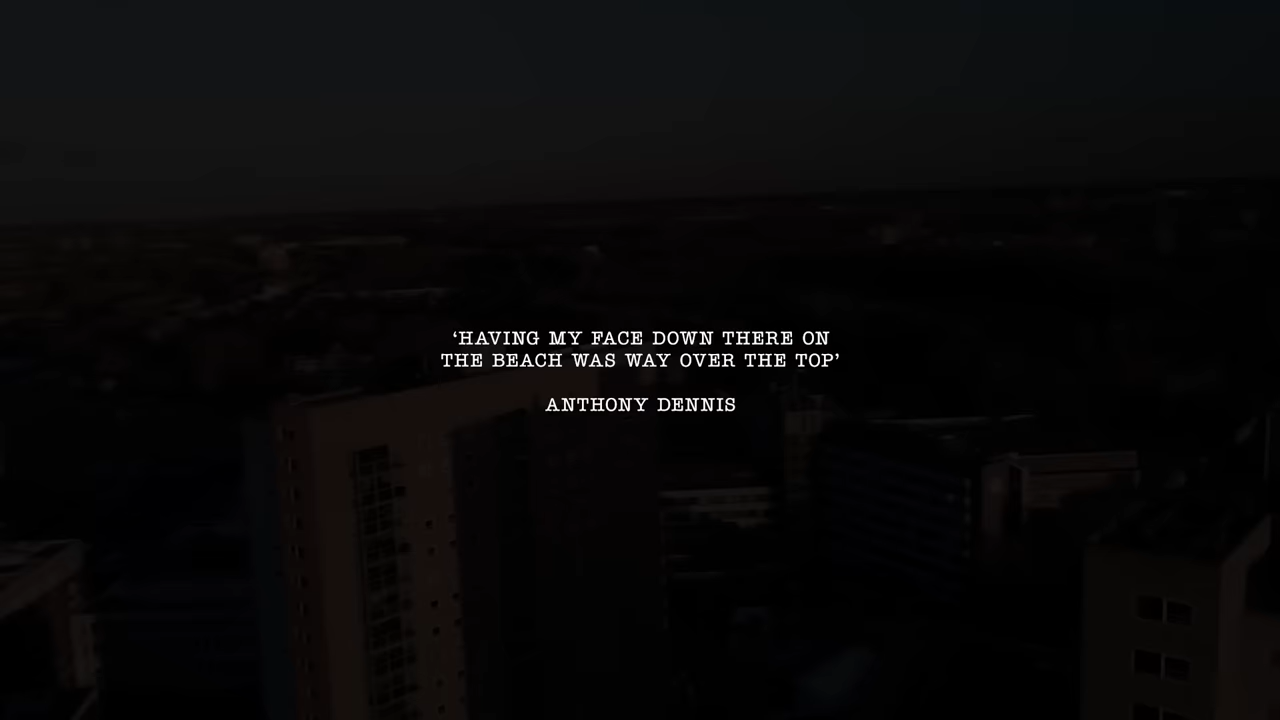 ‘HAVING MY FACE DOWN THERE ON
THE BEACH WAS WAY OVER THE TOP’
ANTHONY DENNIS